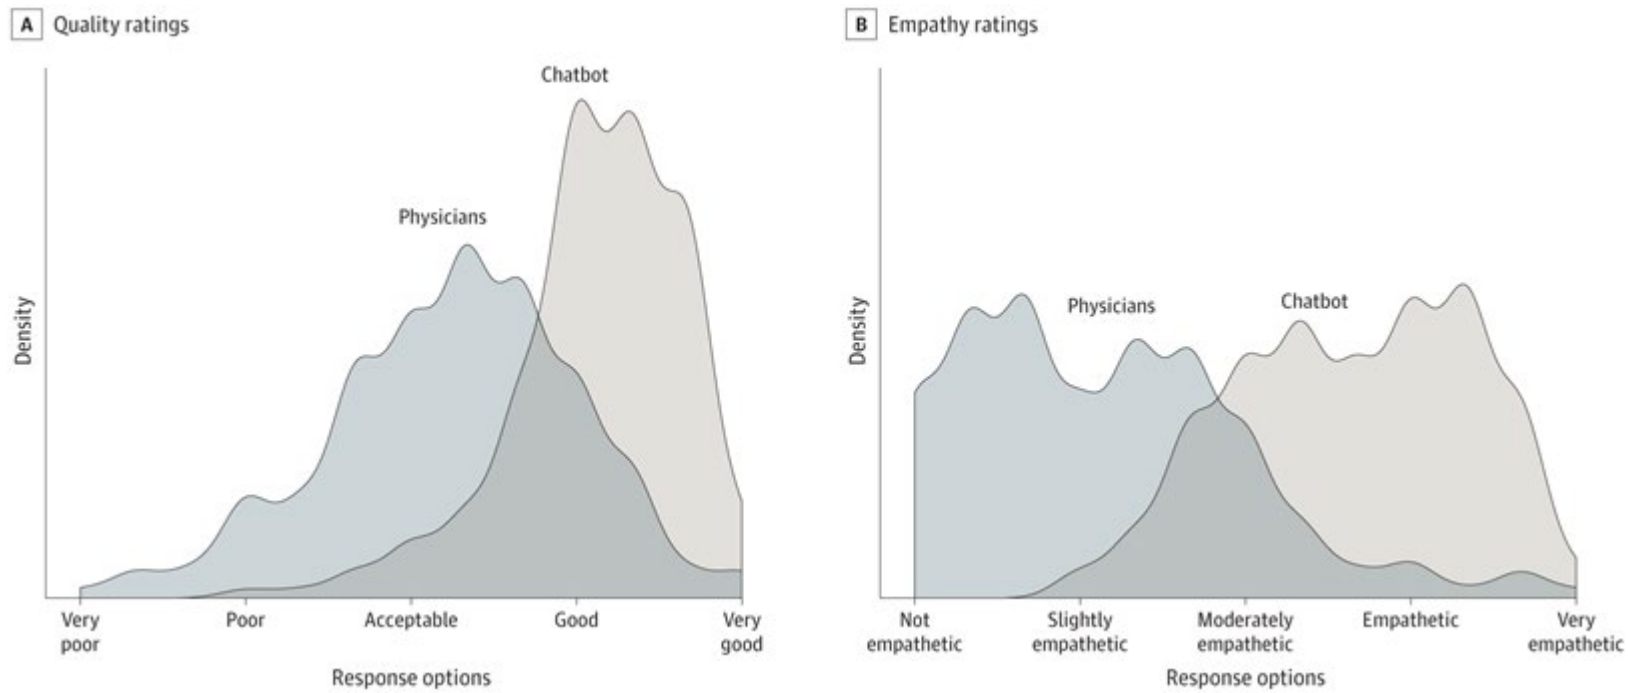 A Quality ratings
Chatbot
Physicians
Density
Very
poor
Poor
Acceptable
Good
Very
good
Response options
B Empathy ratings
Physicians
Chatbot
Density
Not
empathetic
Slightly
empathetic
Moderately
empathetic
Empathetic
Very
empathetic
Response options